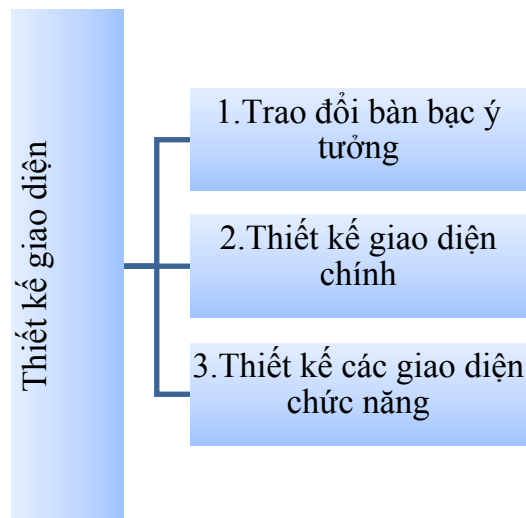 Thiết kế giao diện
1.Trao đổi bàn bạc ý
tưởng
2.Thiết kế giao diện
chính
3.Thiết kế các giao diện
chức năng